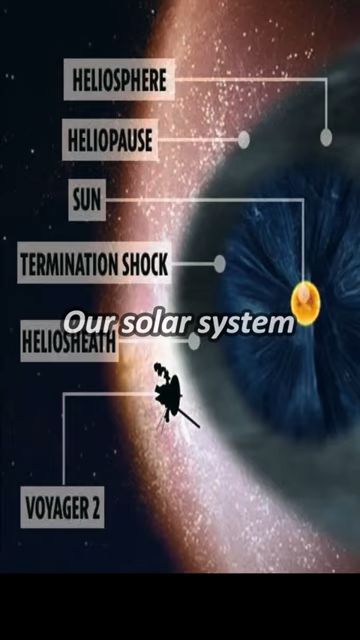 HELIOSPHERE
HELIOPAUSE
SUN
TERMINATION SHOCK
Our solar system
HELIOSHEATH
VOYAGER 2